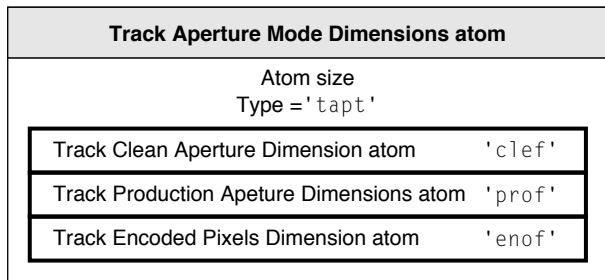 Track Aperture Mode Dimensions atom
Atom size
Type ='tapt'
Track Clean Aperture Dimension atom 'clef'
Track Production Apeture Dimensions atom 'prof'
Track Encoded Pixels Dimension atom 'enof'